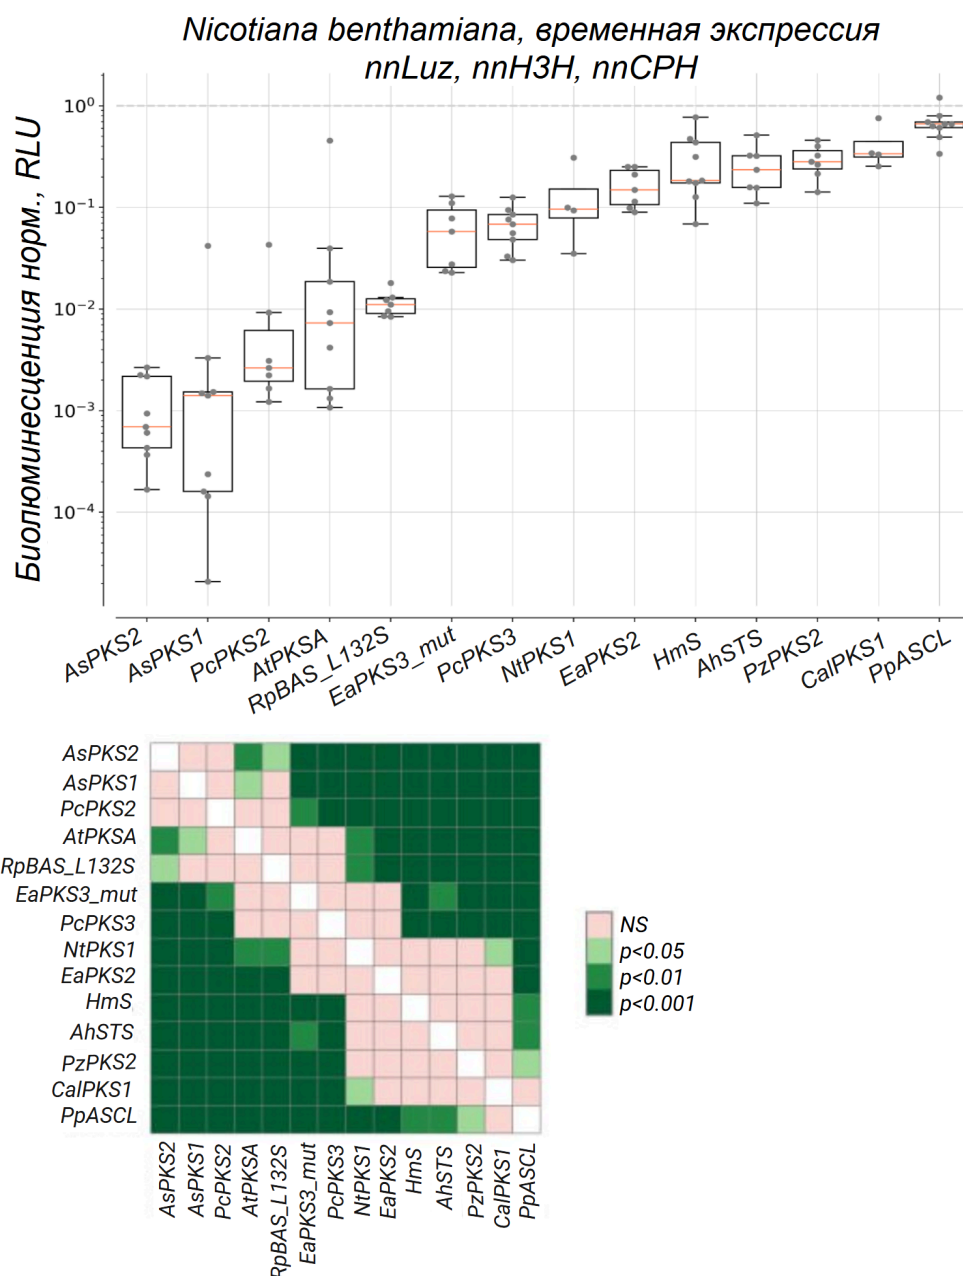 Nicotiana benthamiana, временная экспрессия
nnLuz, nnH3H, nnCPH
Биолюминесценция норм., RLU
10⁰
10⁻¹
10⁻²
10⁻³
10⁻⁴
AsPKS2
AsPKS1
PcPKS2
AtPKSA
RpBAS_L132S
EaPKS3_mut
PcPKS3
NtPKS1
EaPKS2
HmS
AhSTS
PzPKS2
CalPKS1
PpASCL
AsPKS2
AsPKS1
PcPKS2
AtPKSA
RpBAS_L132S
EaPKS3_mut
PcPKS3
NtPKS1
EaPKS2
HmS
AhSTS
PzPKS2
CalPKS1
PpASCL
NS
p<0.05
p<0.01
p<0.001
AsPKS2
AsPKS1
PcPKS2
AtPKSA
RpBAS_L132S
EaPKS3_mut
PcPKS3
NtPKS1
EaPKS2
HmS
AhSTS
PzPKS2
CalPKS1
PpASCL